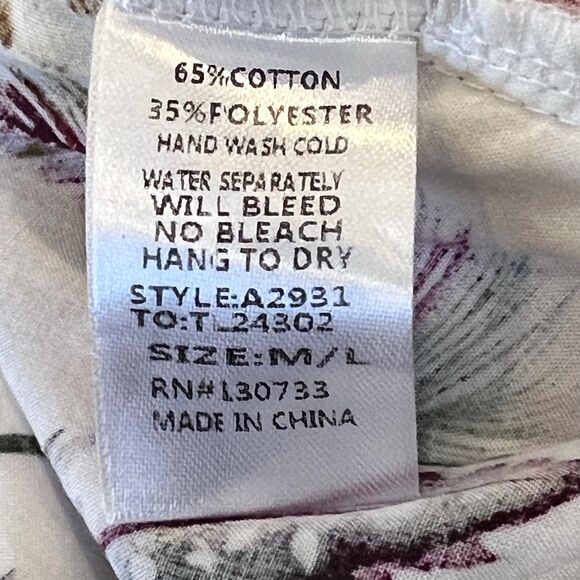 65%COTTON
35%POLYESTER
HAND WASH COLD
WATER SEPARATELY
WILL BLEED
NO BLEACH
HANG TO DRY
STYLE:A2931
TO:TL24302
SIZE:M/L
RN#130733
MADE IN CHINA